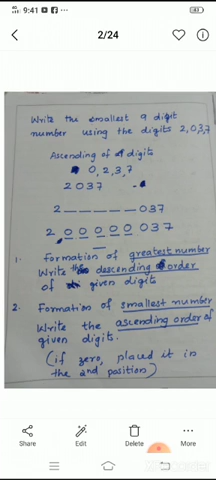 9:41
2/24
Write the smallest 9 digit
number using the digits 2,0,3,7
Ascending of digits
0,2,3,7
2037
2 _ _ _ _ _ 037
2 0 0 0 0 0 037
1. Formation of greatest number
Write the descending order
of given digits
2. Formation of smallest number
Write the ascending order of
given digits.
(if zero, placed it in
the 2nd position)
Share
Edit
Delete
More